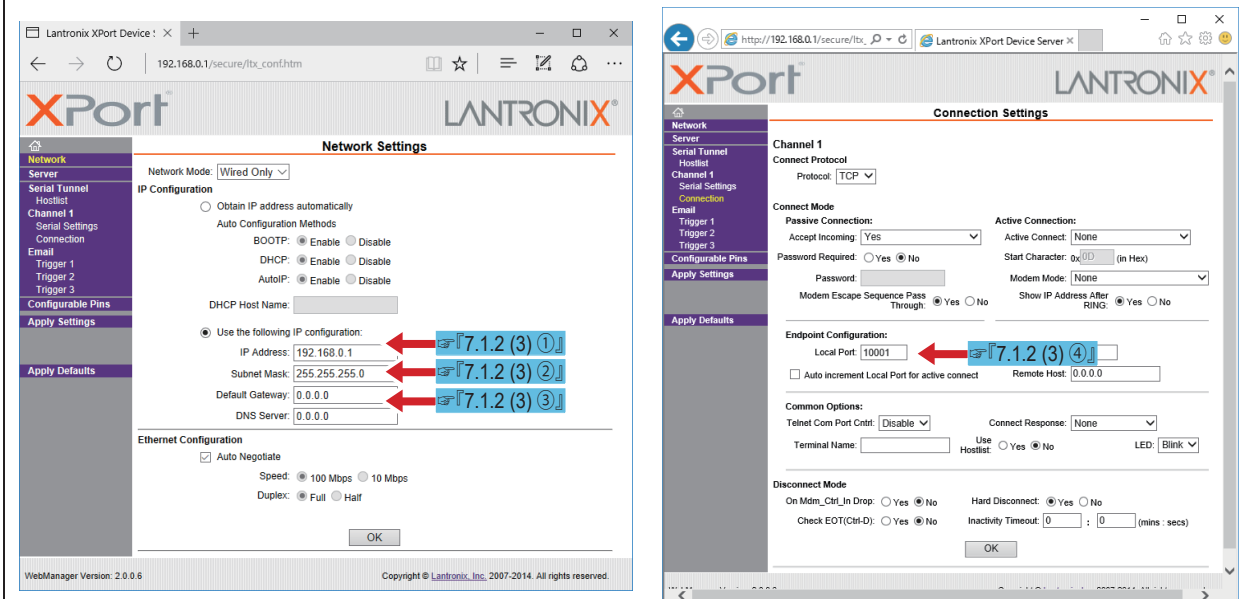 Lantronix XPort Device S
192.168.0.1/secure/ltx_conf.htm
XPort®
LANTRONIX®
Network
Server
Serial Tunnel
Hostlist
Channel 1
Serial Settings
Connection
Email
Trigger 1
Trigger 2
Trigger 3
Configurable Pins
Apply Settings
Apply Defaults
Network Settings
Network Mode: Wired Only
IP Configuration
Obtain IP address automatically
Auto Configuration Methods
BOOTP: Enable Disable
DHCP: Enable Disable
AutoIP: Enable Disable
DHCP Host Name:
Use the following IP configuration:
IP Address: 192.168.0.1
☞『7.1.2 (3) ①』
Subnet Mask: 255.255.255.0
☞『7.1.2 (3) ②』
Default Gateway: 0.0.0.0
☞『7.1.2 (3) ③』
DNS Server: 0.0.0.0
Ethernet Configuration
Auto Negotiate
Speed: 100 Mbps 10 Mbps
Duplex: Full Half
OK
WebManager Version: 2.0.0.6
Copyright © Lantronix, Inc. 2007-2014. All rights reserved.
http://192.168.0.1/secure/ltx_
Lantronix XPort Device Server
XPort
LANTRONIX®
Network
Server
Serial Tunnel
Hostlist
Channel 1
Serial Settings
Connection
Email
Trigger 1
Trigger 2
Trigger 3
Configurable Pins
Apply Settings
Apply Defaults
Connection Settings
Channel 1
Connect Protocol
Protocol: TCP
Connect Mode
Passive Connection: Active Connection:
Accept Incoming: Yes Active Connect: None
Password Required: Yes No Start Character: 0x 0D (in Hex)
Password: Modem Mode: None
Modem Escape Sequence Pass Through: Yes No Show IP Address After RING: Yes No
Endpoint Configuration:
Local Port: 10001
☞『7.1.2 (3) ④』
Auto increment Local Port for active connect Remote Host: 0.0.0.0
Common Options:
Telnet Com Port Cntrl: Disable Connect Response: None
Terminal Name: Use Hostlist: Yes No LED: Blink
Disconnect Mode
On Mdm_Ctrl_In Drop: Yes No Hard Disconnect: Yes No
Check EOT(Ctrl-D): Yes No Inactivity Timeout: 0 : 0 (mins : secs)
OK